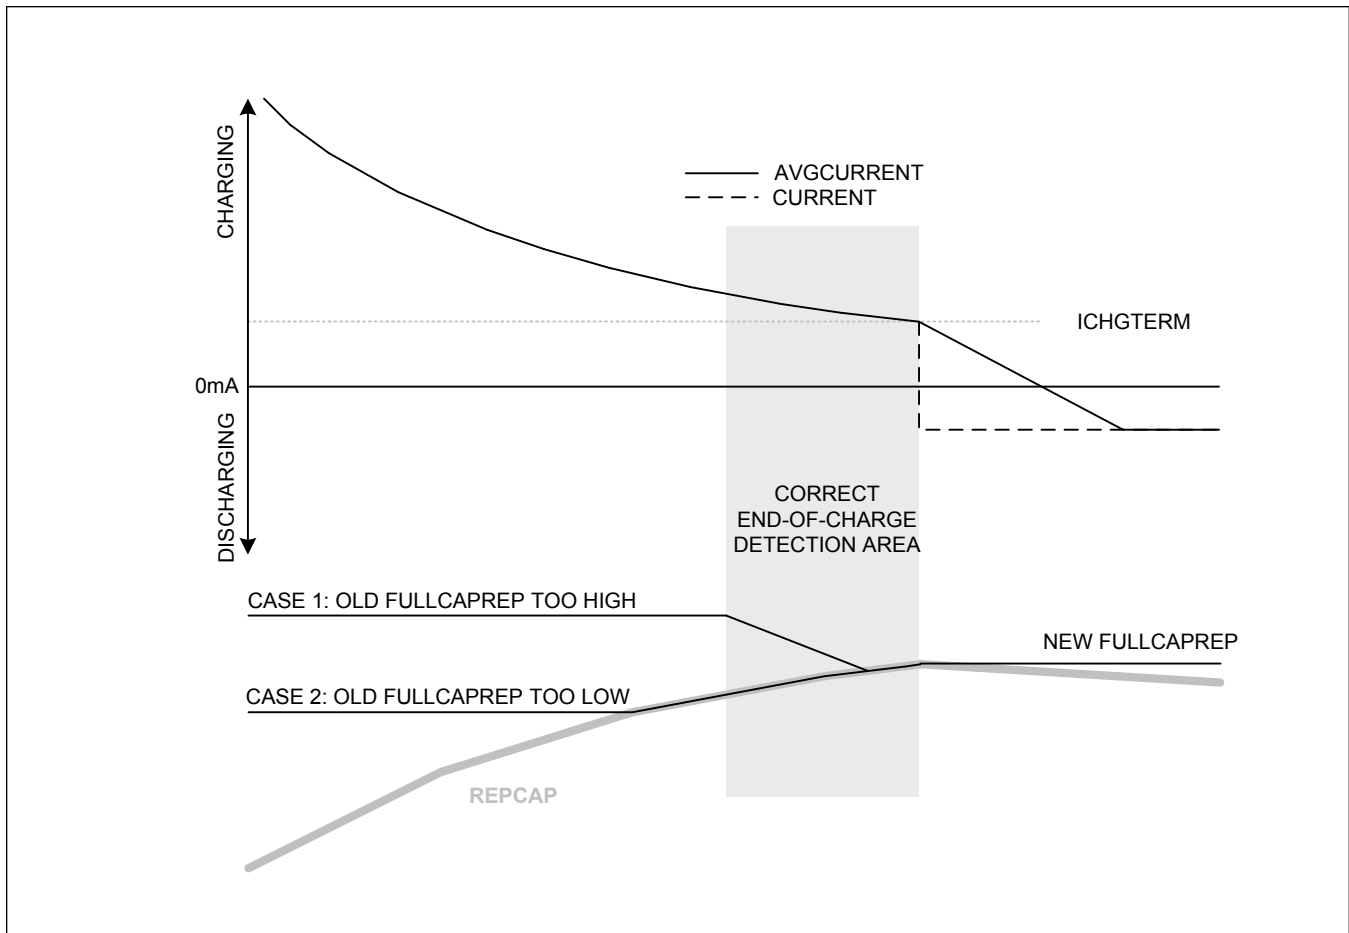 CHARGING
AVGCURRENT
CURRENT
ICHGTERM
0mA
DISCHARGING
CORRECT
END-OF-CHARGE
DETECTION AREA
CASE 1: OLD FULLCAPREP TOO HIGH
NEW FULLCAPREP
CASE 2: OLD FULLCAPREP TOO LOW
REPCAP